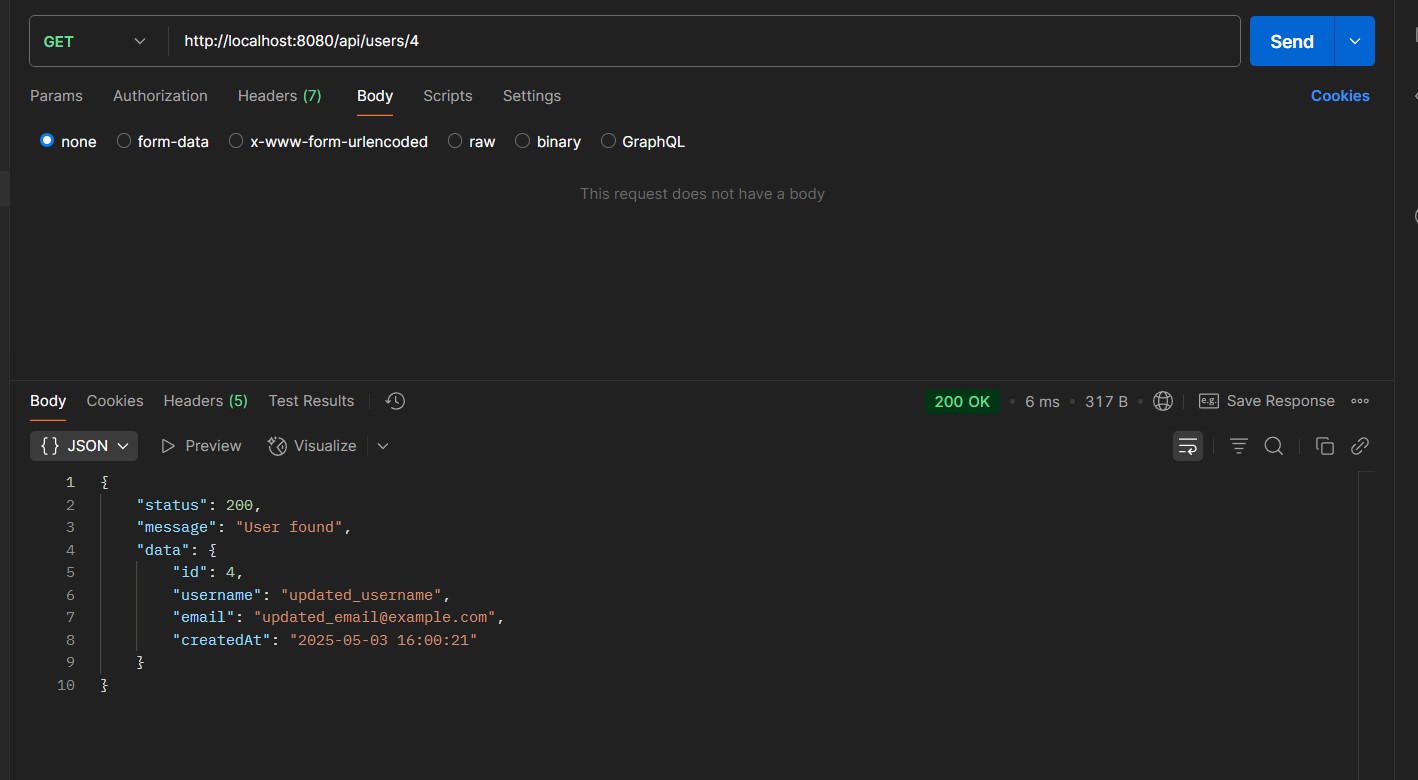 GET http://localhost:8080/api/users/4 Send
Params Authorization Headers (7) Body Scripts Settings Cookies
none form-data x-www-form-urlencoded raw binary GraphQL
This request does not have a body
Body Cookies Headers (5) Test Results 200 OK • 6 ms • 317 B • e.g. Save Response
{} JSON Preview Visualize
1 {
2 "status": 200,
3 "message": "User found",
4 "data": {
5 "id": 4,
6 "username": "updated_username",
7 "email": "updated_email@example.com",
8 "createdAt": "2025-05-03 16:00:21"
9 }
10 }